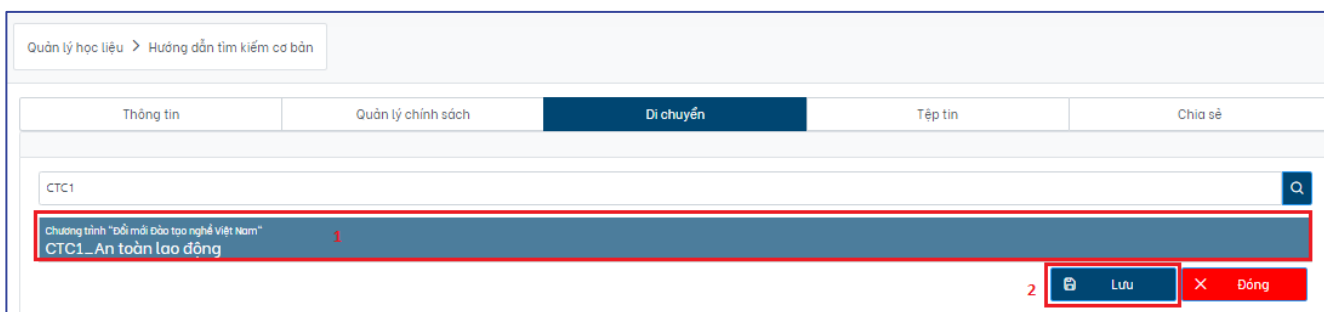 Quản lý học liệu > Hướng dẫn tìm kiếm cơ bản
Thông tin
Quản lý chính sách
Di chuyển
Tệp tin
Chia sẻ
CTC1
Chương trình "Đổi mới Đào tạo nghề Việt Nam"
CTC1_An toàn lao động
1
2
Lưu
Đóng